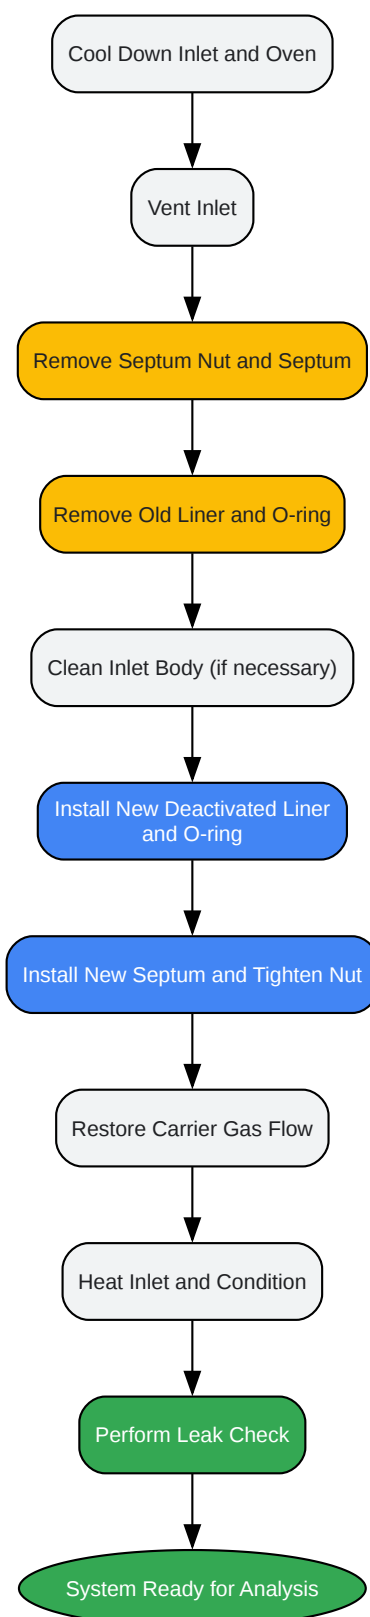 Cool Down Inlet and Oven
Vent Inlet
Remove Septum Nut and Septum
Remove Old Liner and O-ring
Clean Inlet Body (if necessary)
Install New Deactivated Liner
and O-ring
Install New Septum and Tighten Nut
Restore Carrier Gas Flow
Heat Inlet and Condition
Perform Leak Check
System Ready for Analysis